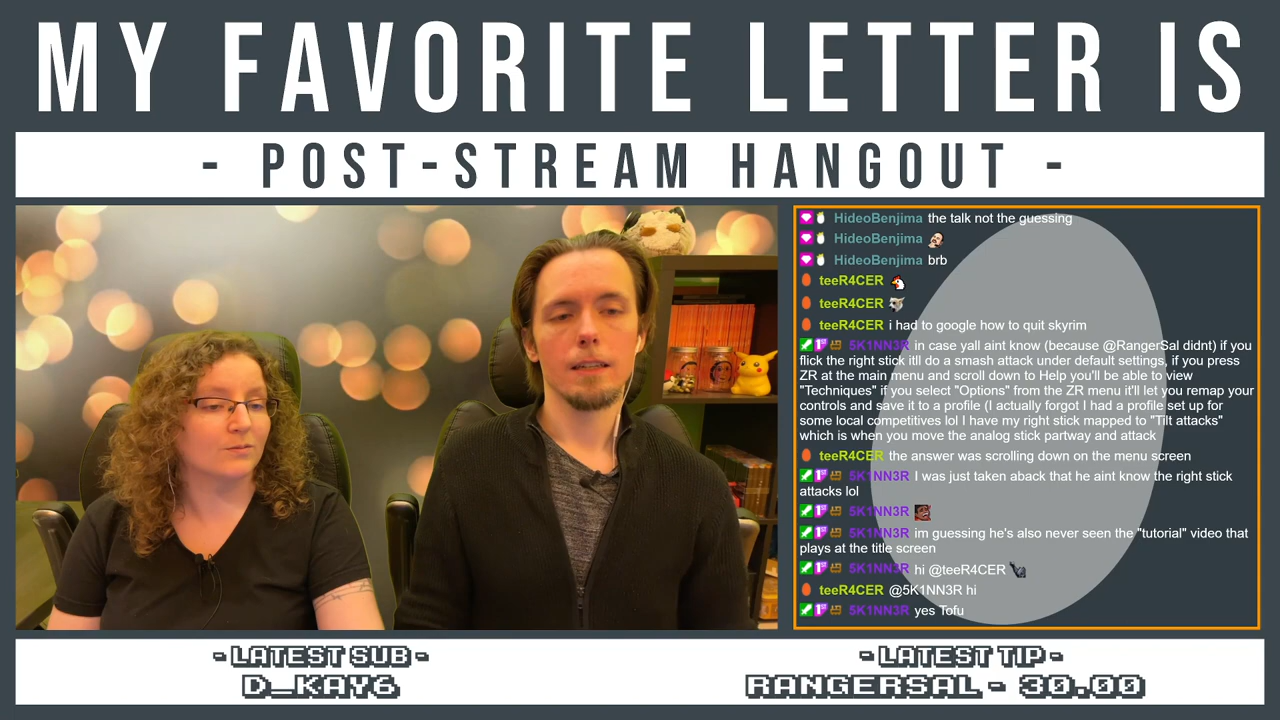 MY FAVORITE LETTER IS
- POST-STREAM HANGOUT -
HideoBenjima the talk not the guessing
HideoBenjima
HideoBenjima brb
teeR4CER
teeR4CER
teeR4CER i had to google how to quit skyrim
5K1NN3R in case yall aint know (because @RangerSal didnt) if you
flick the right stick itll do a smash attack under default settings, if you press
ZR at the main menu and scroll down to Help you'll be able to view
"Techniques" if you select "Options" from the ZR menu it'll let you remap your
controls and save it to a profile (I actually forgot I had a profile set up for
some local competitives lol I have my right stick mapped to "Tilt attacks"
which is when you move the analog stick partway and attack
teeR4CER the answer was scrolling down on the menu screen
5K1NN3R I was just taken aback that he aint know the right stick
attacks lol
5K1NN3R
5K1NN3R im guessing he's also never seen the "tutorial" video that
plays at the title screen
5K1NN3R hi @teeR4CER
teeR4CER @5K1NN3R hi
5K1NN3R yes Tofu
- LATEST SUB -
D_KAY6
- LATEST TIP -
RANGERSAL - 30.00